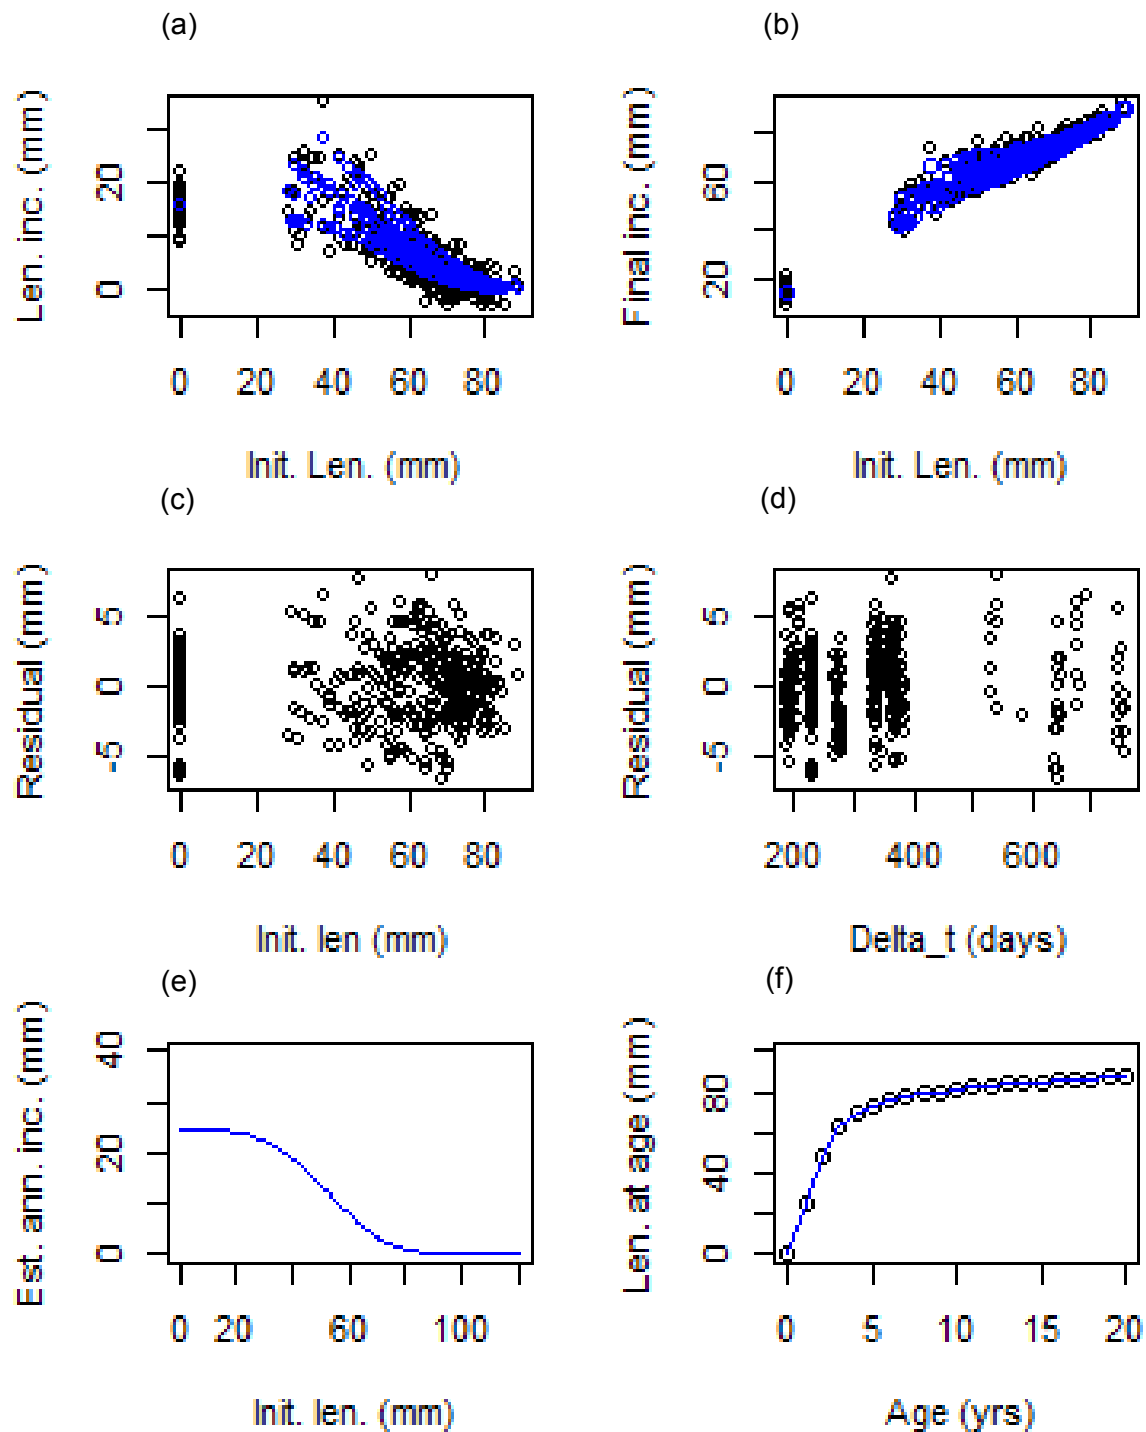 (a)
Len. inc. (mm)
20
0
0 20 40 60 80
Init. Len. (mm)
(b)
Final inc. (mm)
60
20
0 20 40 60 80
Init. Len. (mm)
(c)
Residual (mm)
5
0
-5
0 20 40 60 80
Init. len (mm)
(d)
Residual (mm)
5
0
-5
200 400 600
Delta_t (days)
(e)
Est. ann. inc. (mm)
40
20
0
0 20 60 100
Init. len. (mm)
(f)
Len. at age (mm)
80
40
0
0 5 10 15 20
Age (yrs)